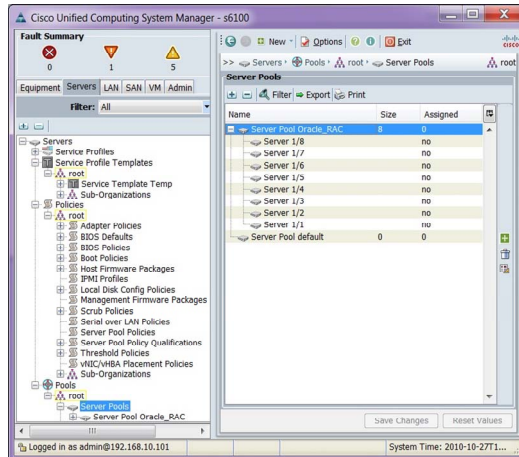 Cisco Unified Computing System Manager - s6100
Fault Summary
0 1 5
New Options Exit
cisco
>> Servers Pools root Server Pools root
Equipment Servers LAN SAN VM Admin
Filter: All
Servers
Service Profiles
Service Profile Templates
root
Service Template Temp
Sub-Organizations
Policies
root
Adapter Policies
BIOS Defaults
BIOS Policies
Boot Policies
Host Firmware Packages
IPMI Profiles
Local Disk Config Policies
Management Firmware Packages
Scrub Policies
Serial over LAN Policies
Server Pool Policies
Server Pool Policy Qualifications
Threshold Policies
vNIC/vHBA Placement Policies
Sub-Organizations
Pools
root
Server Pools
Server Pool Oracle_RAC
Server Pools
Filter Export Print
Name Size Assigned
Server Pool Oracle_RAC 8 0
Server 1/8 no
Server 1/7 no
Server 1/6 no
Server 1/5 no
Server 1/4 no
Server 1/3 no
Server 1/2 no
Server 1/1 no
Server Pool default 0 0
Save Changes Reset Values
Logged in as admin@192.168.10.101
System Time: 2010-10-27T1...